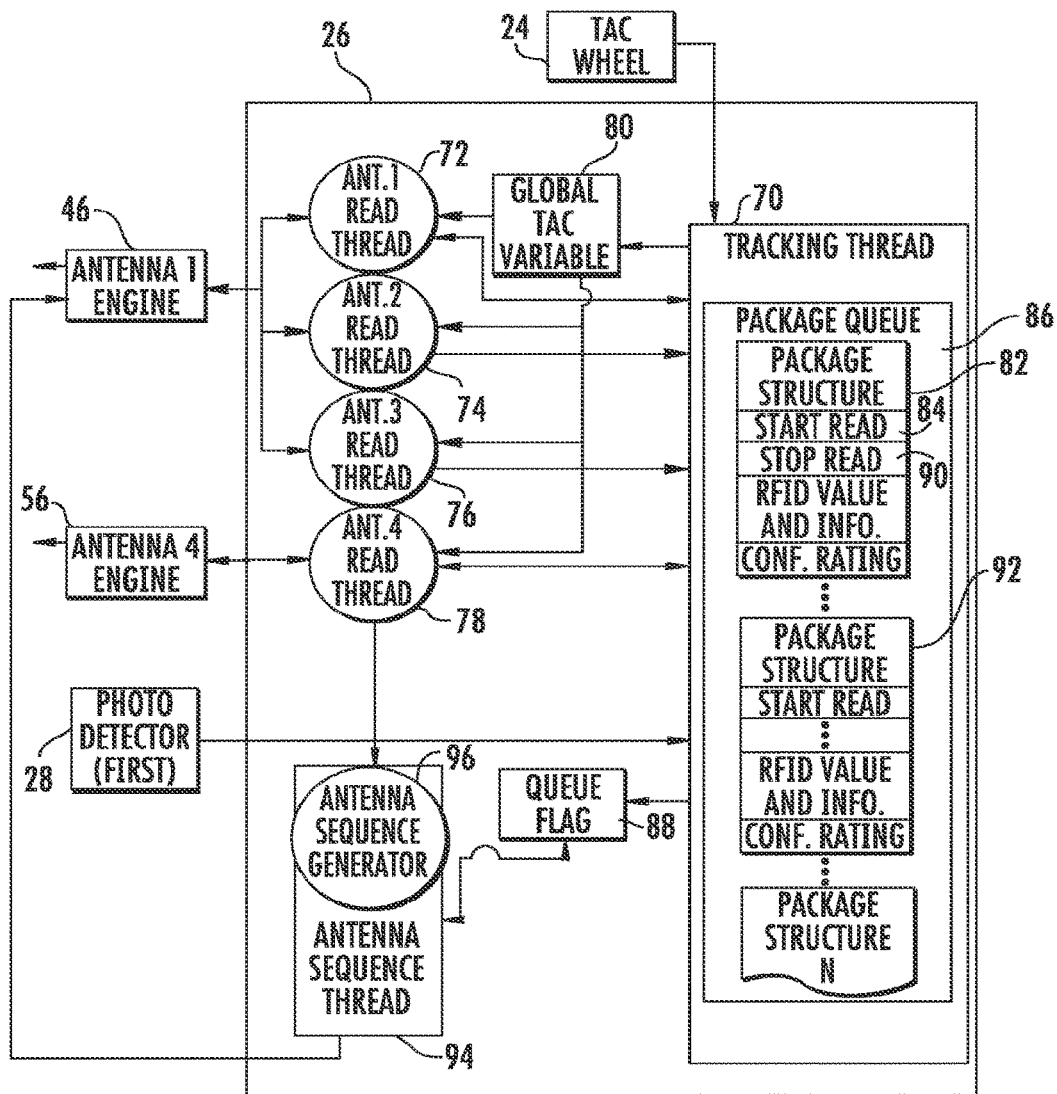 26
24
TAC
WHEEL
46
ANTENNA 1
ENGINE
72
ANT.1
READ
THREAD
80
GLOBAL
TAC
VARIABLE
ANT.2
READ
THREAD
74
ANT.3
READ
THREAD
76
56
ANTENNA 4
ENGINE
ANT.4
READ
THREAD
78
PHOTO
DETECTOR
(FIRST)
28
96
ANTENNA
SEQUENCE
GENERATOR
ANTENNA
SEQUENCE
THREAD
94
QUEUE
FLAG
88
70
TRACKING THREAD
PACKAGE QUEUE
86
PACKAGE
STRUCTURE
82
START READ
84
STOP READ
90
RFID VALUE
AND INFO.
CONF. RATING
92
PACKAGE
STRUCTURE
START READ
RFID VALUE
AND INFO.
CONF. RATING
PACKAGE
STRUCTURE
N